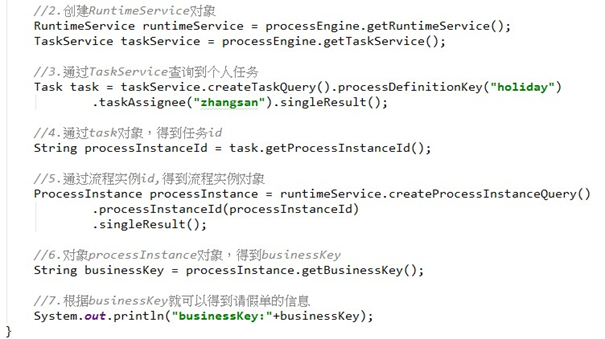 //2.创建RuntimeService对象
RuntimeService runtimeService = processEngine.getRuntimeService();
TaskService taskService = processEngine.getTaskService();
//3.通过TaskService查询到个人任务
Task task = taskService.createTaskQuery().processDefinitionKey("holiday")
.taskAssignee("zhangsan").singleResult();
//4.通过task对象，得到任务id
String processInstanceId = task.getProcessInstanceId();
//5.通过流程实例id,得到流程实例对象
ProcessInstance processInstance = runtimeService.createProcessInstanceQuery()
.processInstanceId(processInstanceId)
.singleResult();
//6.对象processInstance对象，得到businessKey
String businessKey = processInstance.getBusinessKey();
//7.根据businessKey就可以得到请假单的信息
System.out.println("businessKey:"+businessKey);
}